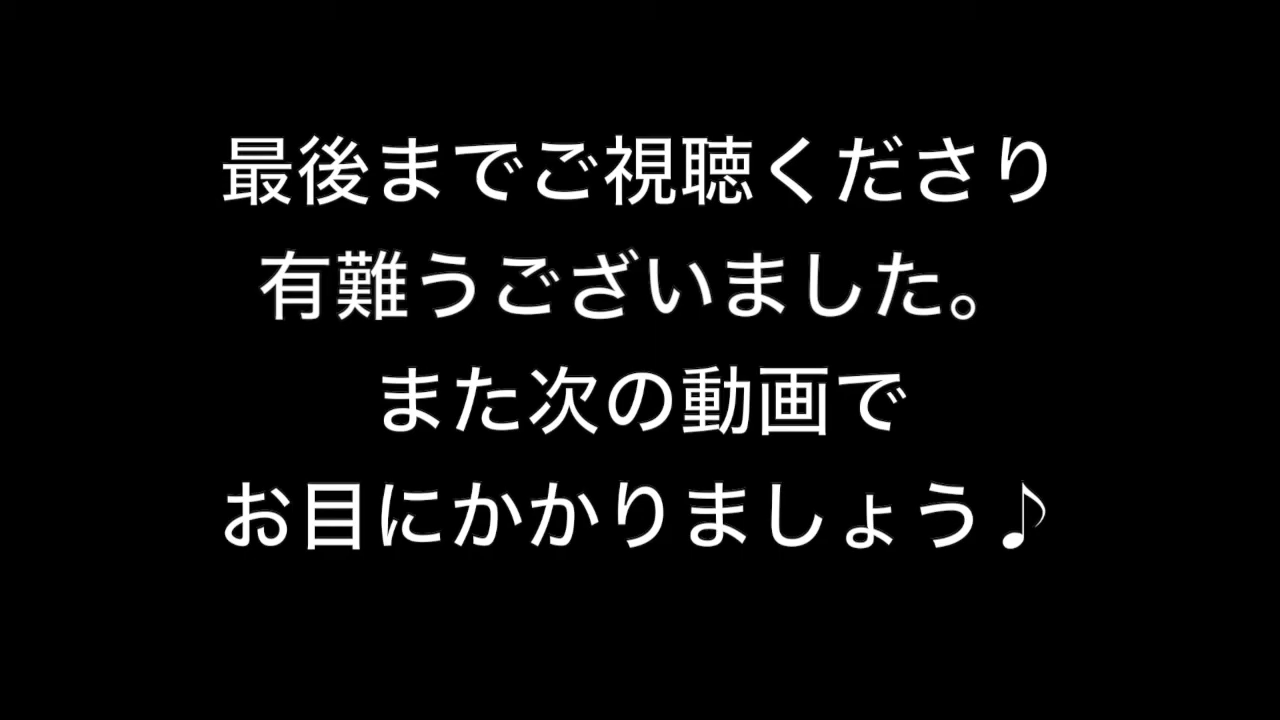 最後までご視聴くださり
有難うございました。
また次の動画で
お目にかかりましょう♪